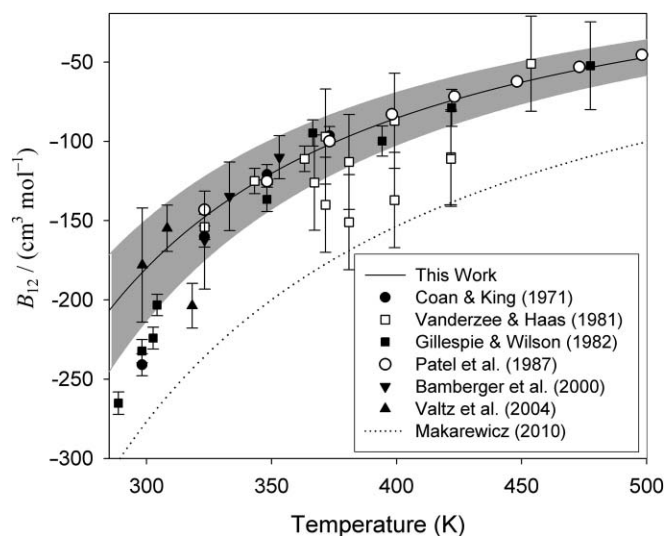 −50
−100
−150
−200
−250
−300
B12 / (cm3 mol−1)
This Work
Coan & King (1971)
Vanderzee & Haas (1981)
Gillespie & Wilson (1982)
Patel et al. (1987)
Bamberger et al. (2000)
Valtz et al. (2004)
Makarewicz (2010)
300 350 400 450 500
Temperature (K)